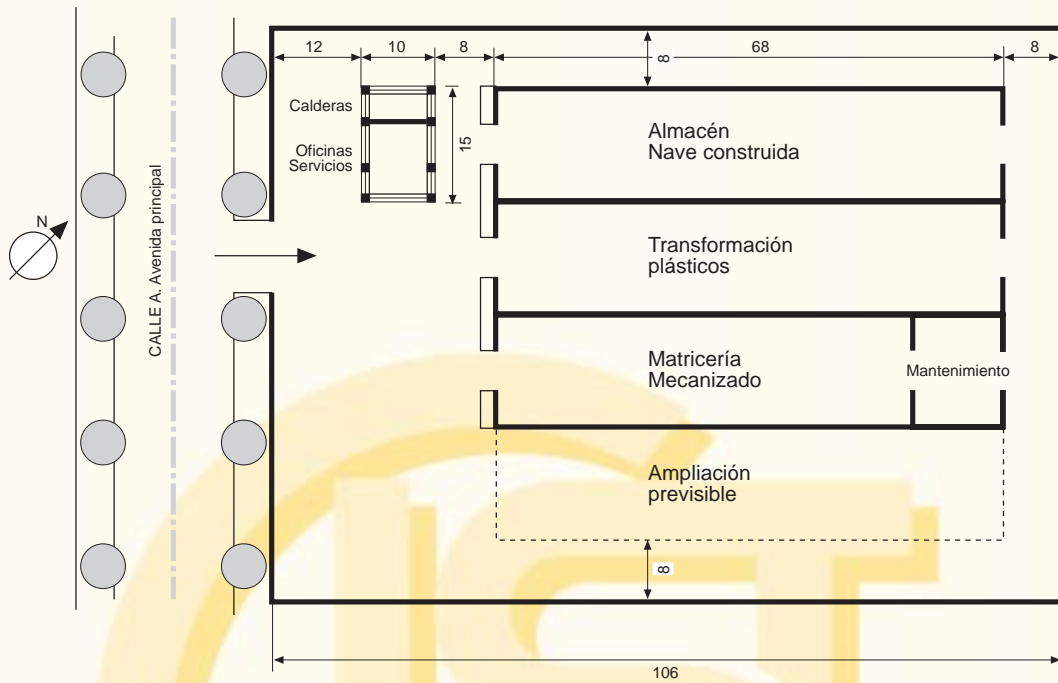 12
10
8
68
8
8
Calderas
Oficinas
Servicios
15
Almacén
Nave construida
N
CALLE A. Avenida principal
Transformación
plásticos
Matricería
Mecanizado
Mantenimiento
Ampliación
previsible
8
106